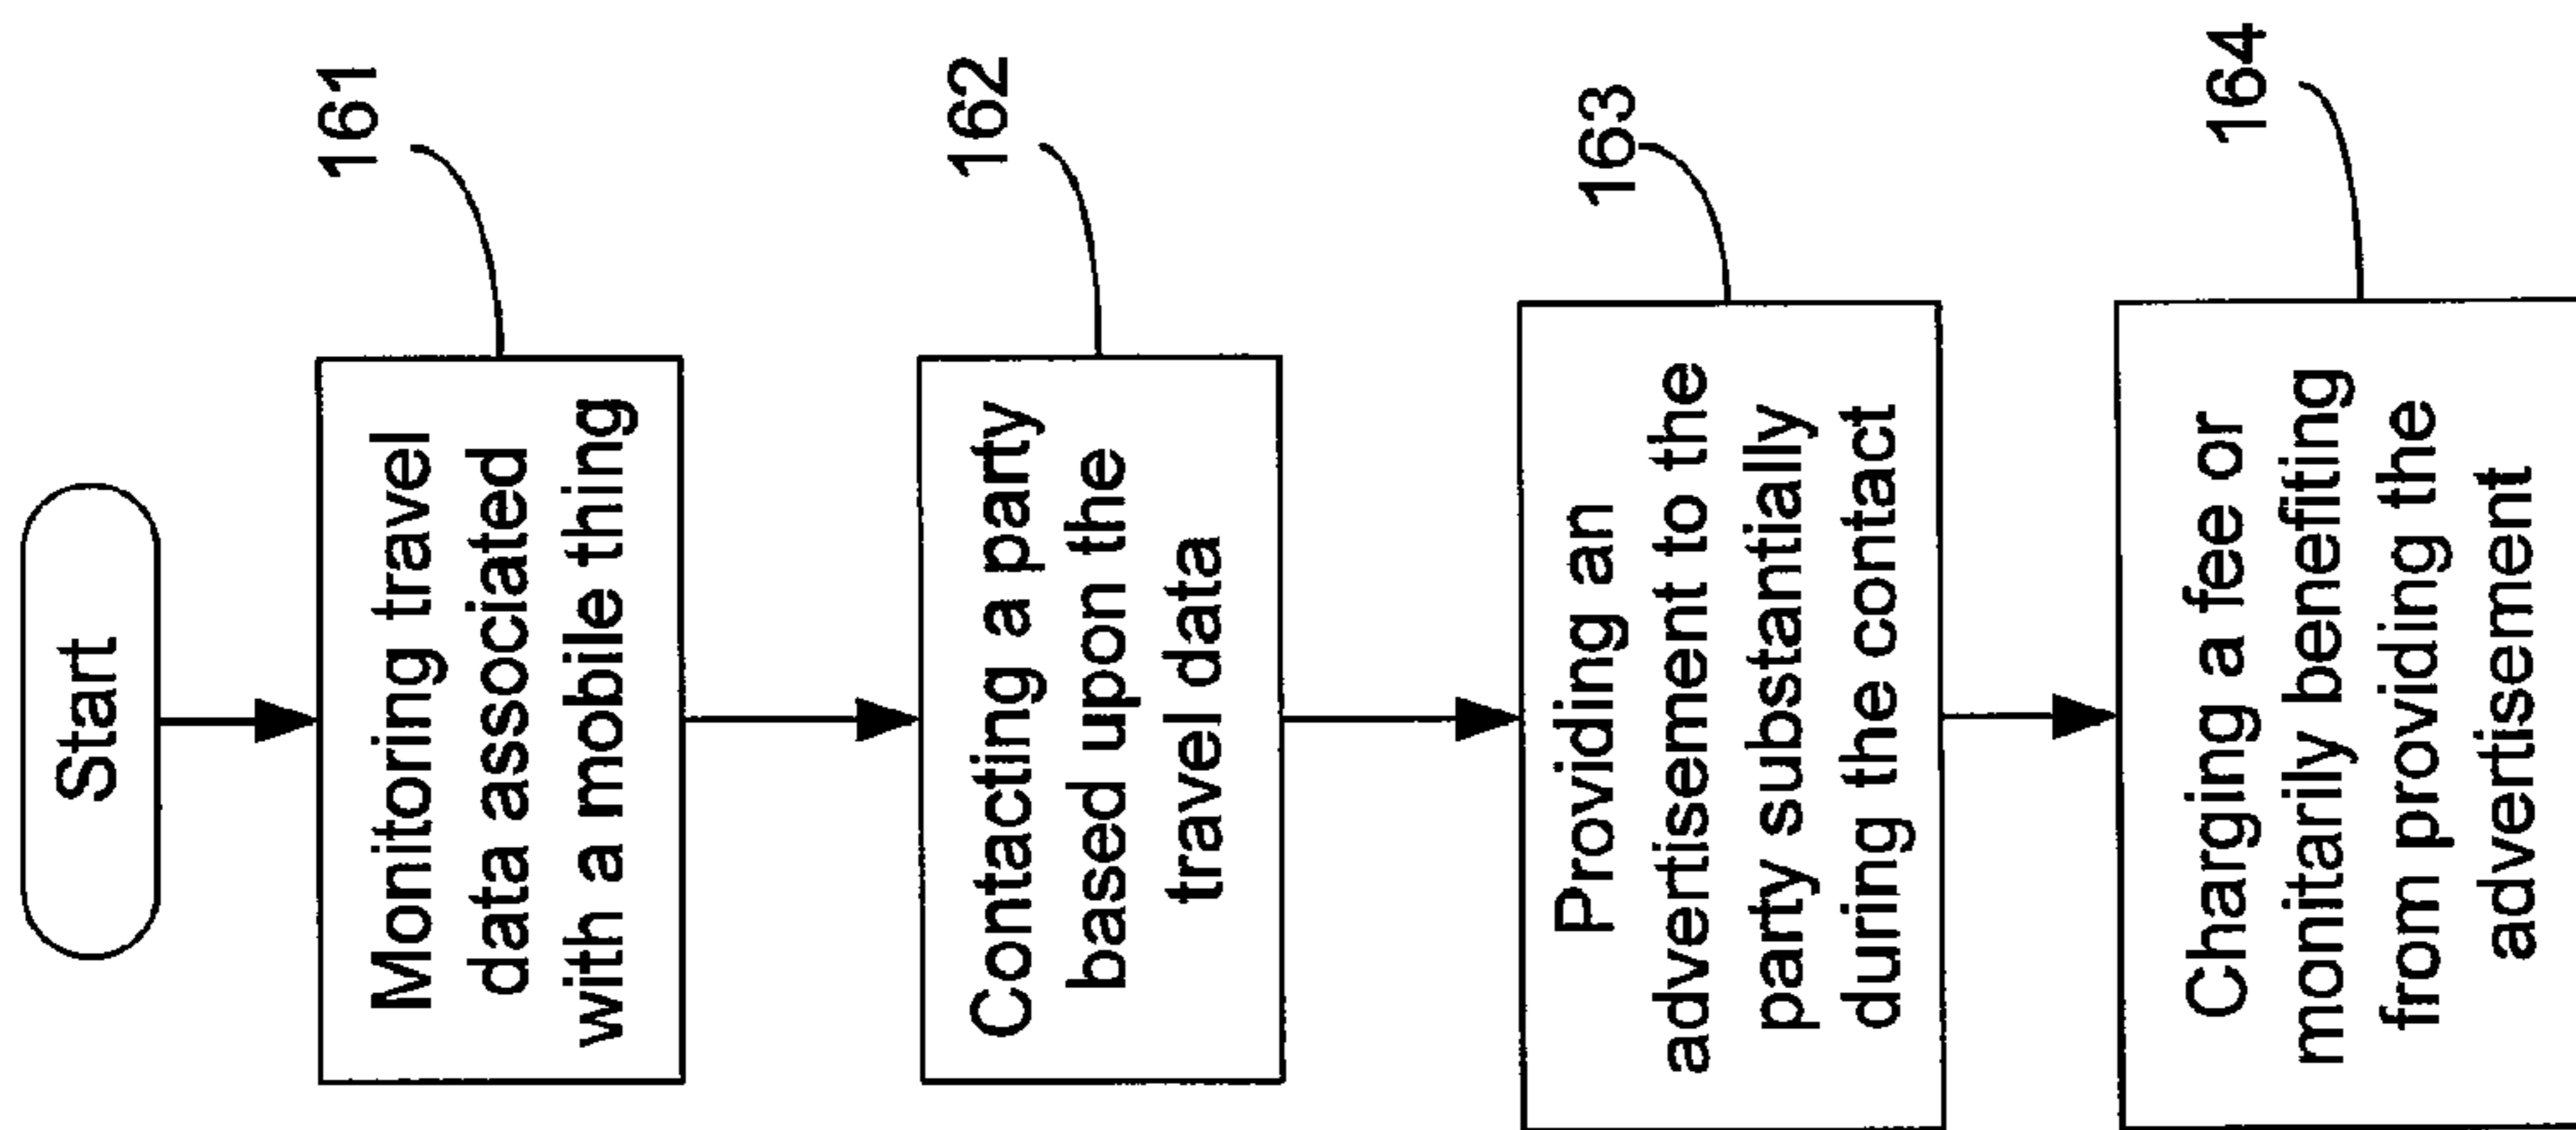 Start
Monitoring travel
data associated
with a mobile thing
161
Contacting a party
based upon the
travel data
162
Providing an
advertisement to the
party substantially
during the contact
163
Charging a fee or
monitarily benefiting
from providing the
advertisement
164